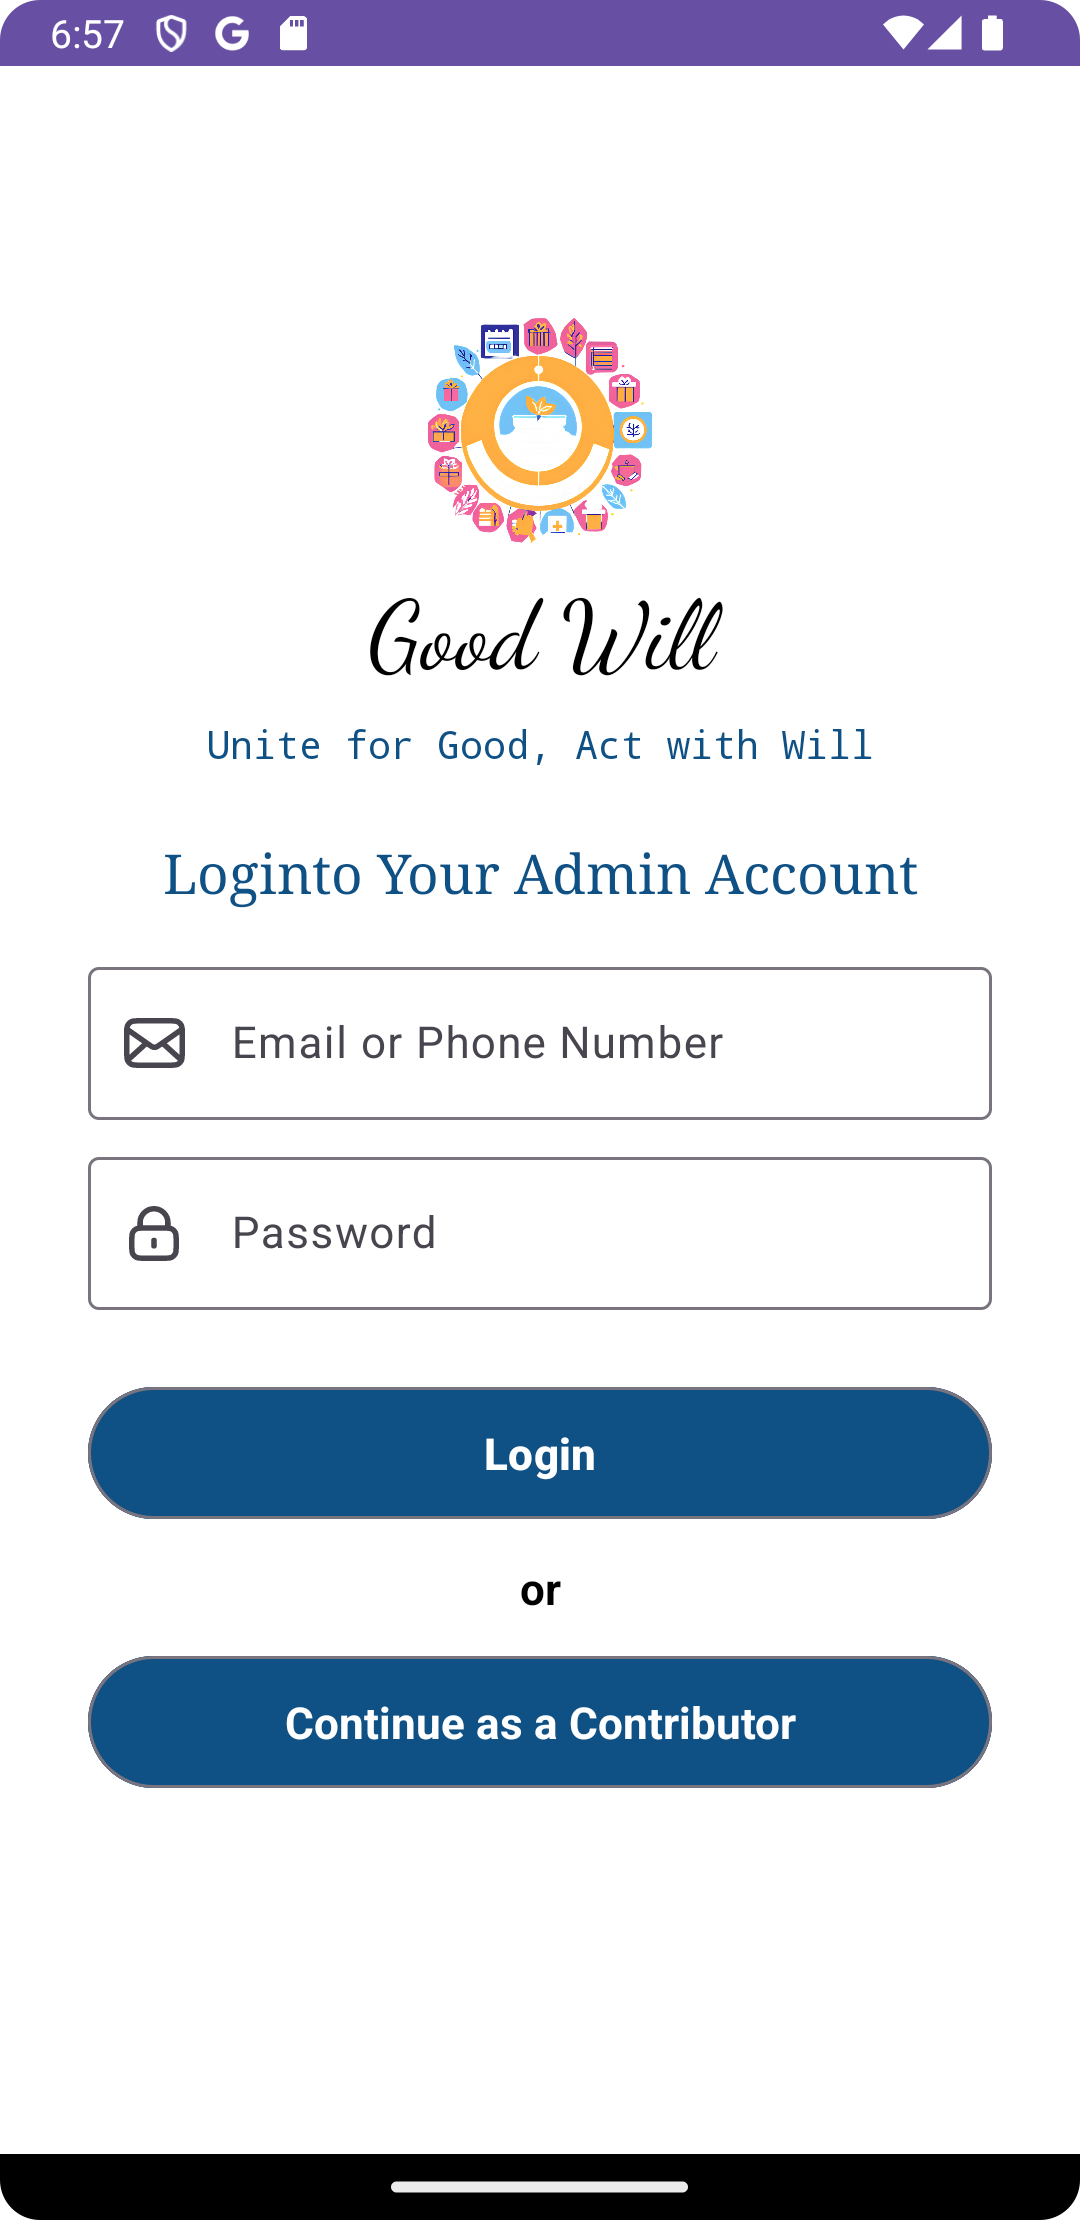 6:57
Good Will
Unite for Good, Act with Will
Loginto Your Admin Account
Email or Phone Number
Password
Login
or
Continue as a Contributor